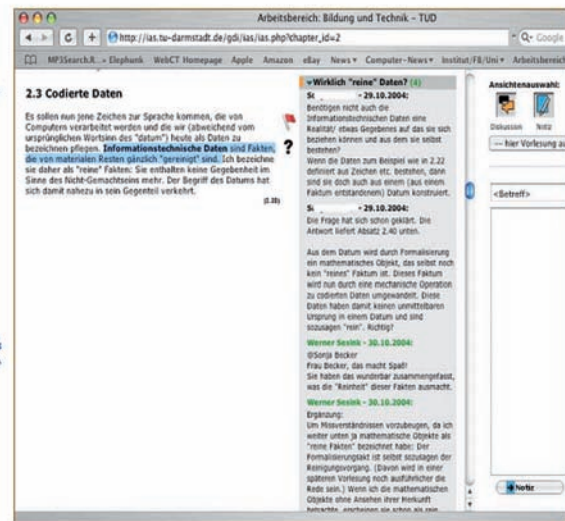 Arbeitsbereich: Bildung und Technik – TUD
http://ias.tu-darmstadt.de/gdi/ias/ias.php?chapter_id=2
Q- Google
MP3Search.R... Elephunk WebCT Homepage Apple Amazon eBay News Computer-News Institut/FB/Uni Arbeitsbereich
2.3 Codierte Daten
Es sollen nun jene Zeichen zur Sprache kommen, die von
Computern verarbeitet werden und die wir (abweichend vom
ursprünglichen Wortsinn des "datum") heute als Daten zu
bezeichnen pflegen. Informationstechnische Daten sind Fakten,
die von materialen Resten gänzlich "gereinigt" sind. Ich bezeichne
sie daher als "reine" Fakten: Sie enthalten keine Gegebenheit im
Sinne des Nicht-Gemachtseins mehr. Der Begriff des Datums hat
sich damit nahezu in sein Gegenteil verkehrt.
?
Wirklich "reine" Daten? (4)
- 29.10.2004:
Benötigen nicht auch die
Informationstechnischen Daten eine
Realität/ etwas Gegebenes auf das sie sich
beziehen können und aus dem sie selbst
bestehen?
Wenn die Daten zum Beispiel wie in 2.22
definiert aus Zeichen etc. bestehen, dann
sind sie doch auch aus einem (aus einem
Faktum entstandenem) Datum konstruiert.
- 29.10.2004:
Die Frage hat sich schon geklärt. Die
Antwort liefert Absatz 2.40 unten.
Aus dem Datum wird durch Formalisierung
ein mathematisches Objekt, das selbst noch
kein "reines" Faktum ist. Dieses Faktum
wird nun durch eine mechanische Operation
zu codierten Daten umgewandelt. Diese
Daten haben damit keinen unmittelbaren
Ursprung in einem Datum und sind
sozusagen "rein". Richtig?
Werner Sesink - 30.10.2004:
@Sonja Becker
Frau Becker, das macht Spaß!
Sie haben das wunderbar zusammengefasst,
was die "Reinheit" dieser Fakten ausmacht.
Werner Sesink - 30.10.2004:
Ergänzung:
Um Missverständnissen vorzubeugen, da ich
weiter unten ja mathematische Objekte als
"reine Fakten" bezeichnet habe: Der
Formalisierungsakt ist selbst sozusagen der
Reinigungsvorgang. (Davon wird in einer
späteren Vorlesung noch ausführlicher die
Rede sein.) Wenn ich die mathematischen
Objekte ohne Ansehen ihrer Herkunft
betrachte, erscheinen sie schon als rein
Ansichtenauswahl:
Diskussion Notiz
--- hier Vorlesung au
<Betreff>
Notiz